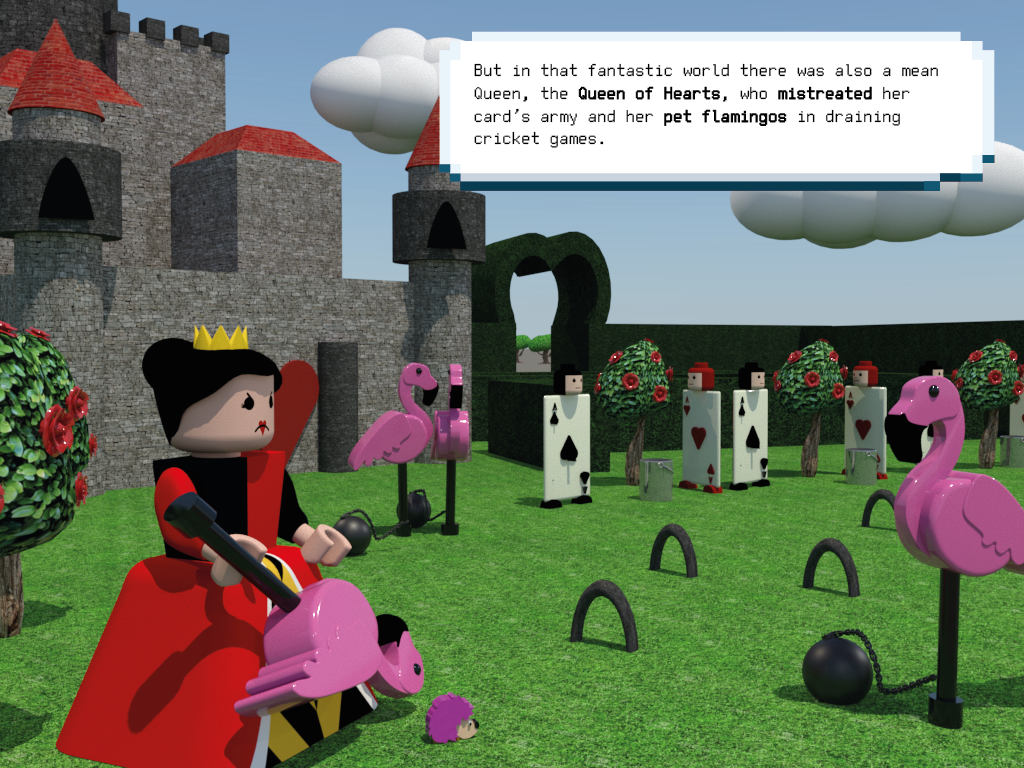 But in that fantastic world there was also a mean
Queen, the Queen of Hearts, who mistreated her
card's army and her pet flamingos in draining
cricket games.